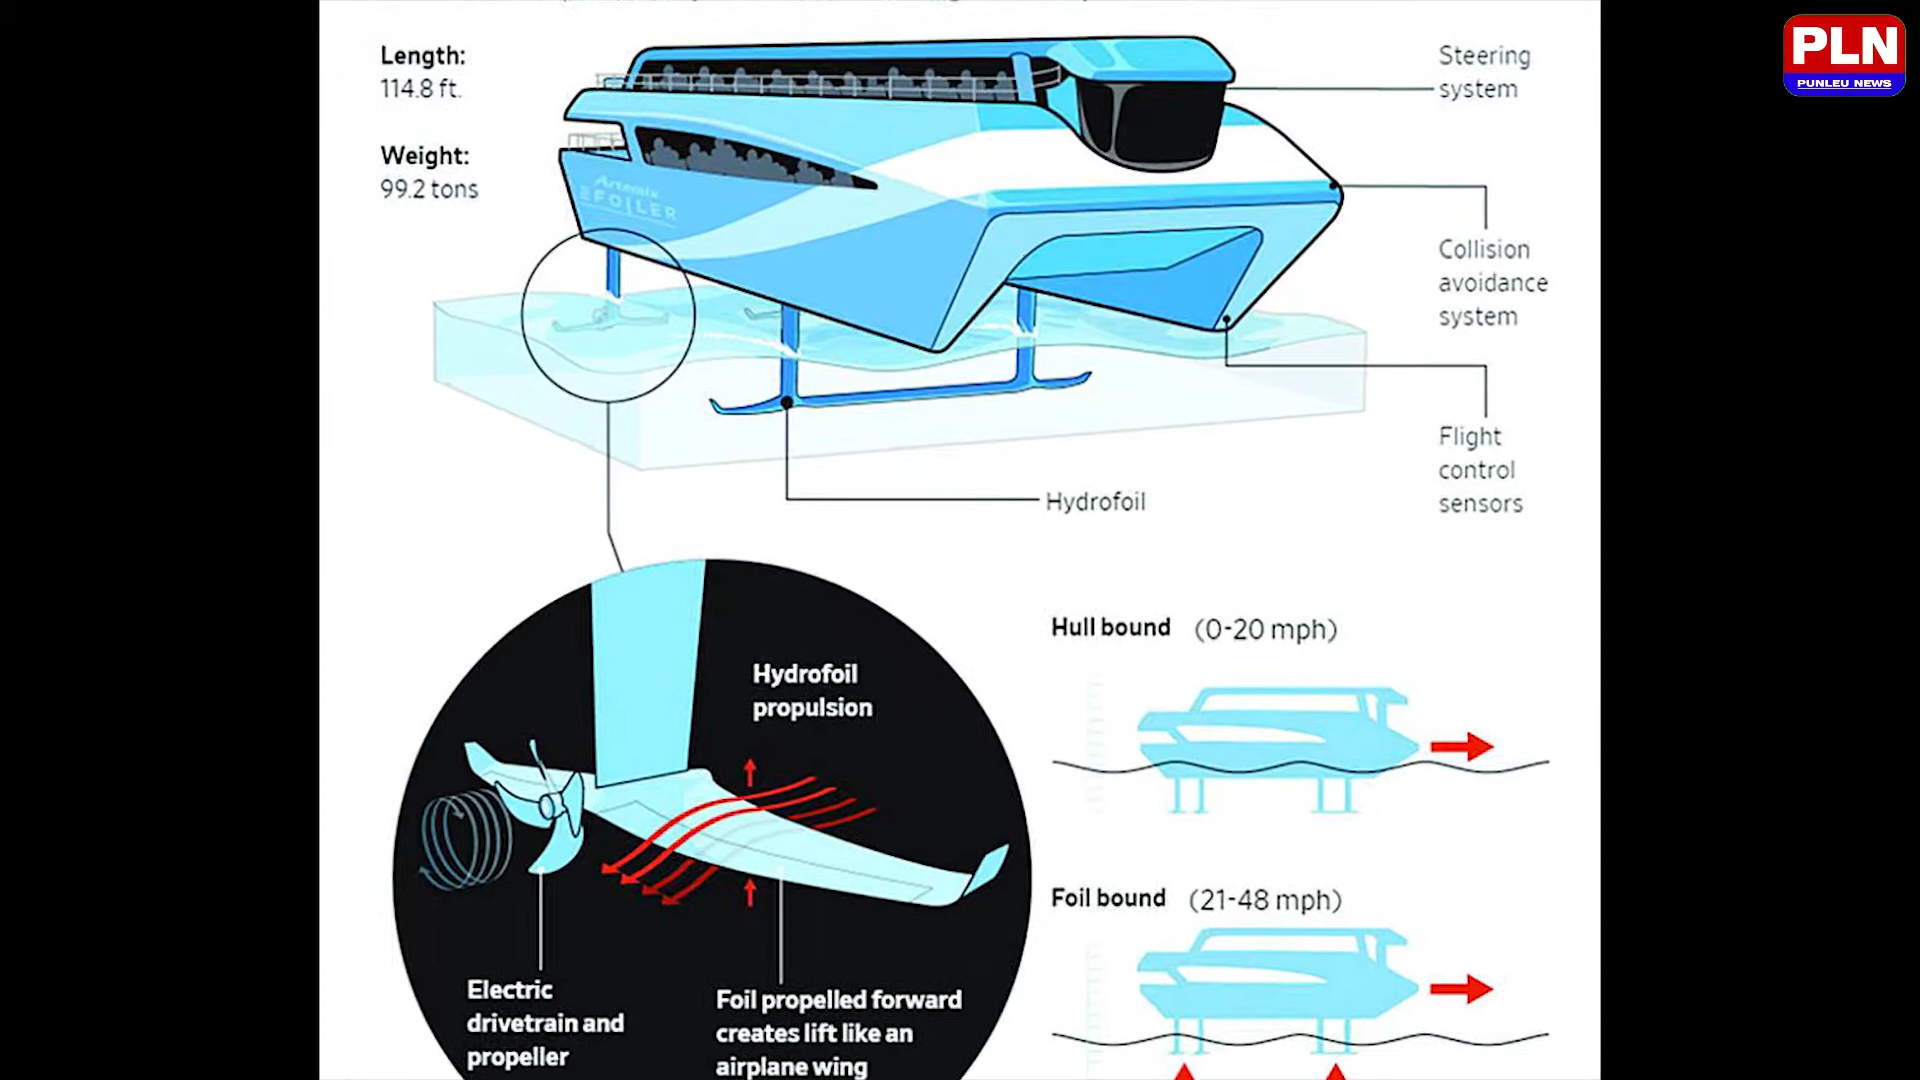 Length:
114.8 ft.
Weight:
99.2 tons
Artemis
EFOILER
Steering
system
PLN
PUNLEU NEWS
Collision
avoidance
system
Flight
control
sensors
Hydrofoil
Hydrofoil
propulsion
Electric
drivetrain and
propeller
Foil propelled forward
creates lift like an
airplane wing
Hull bound (0-20 mph)
Foil bound (21-48 mph)